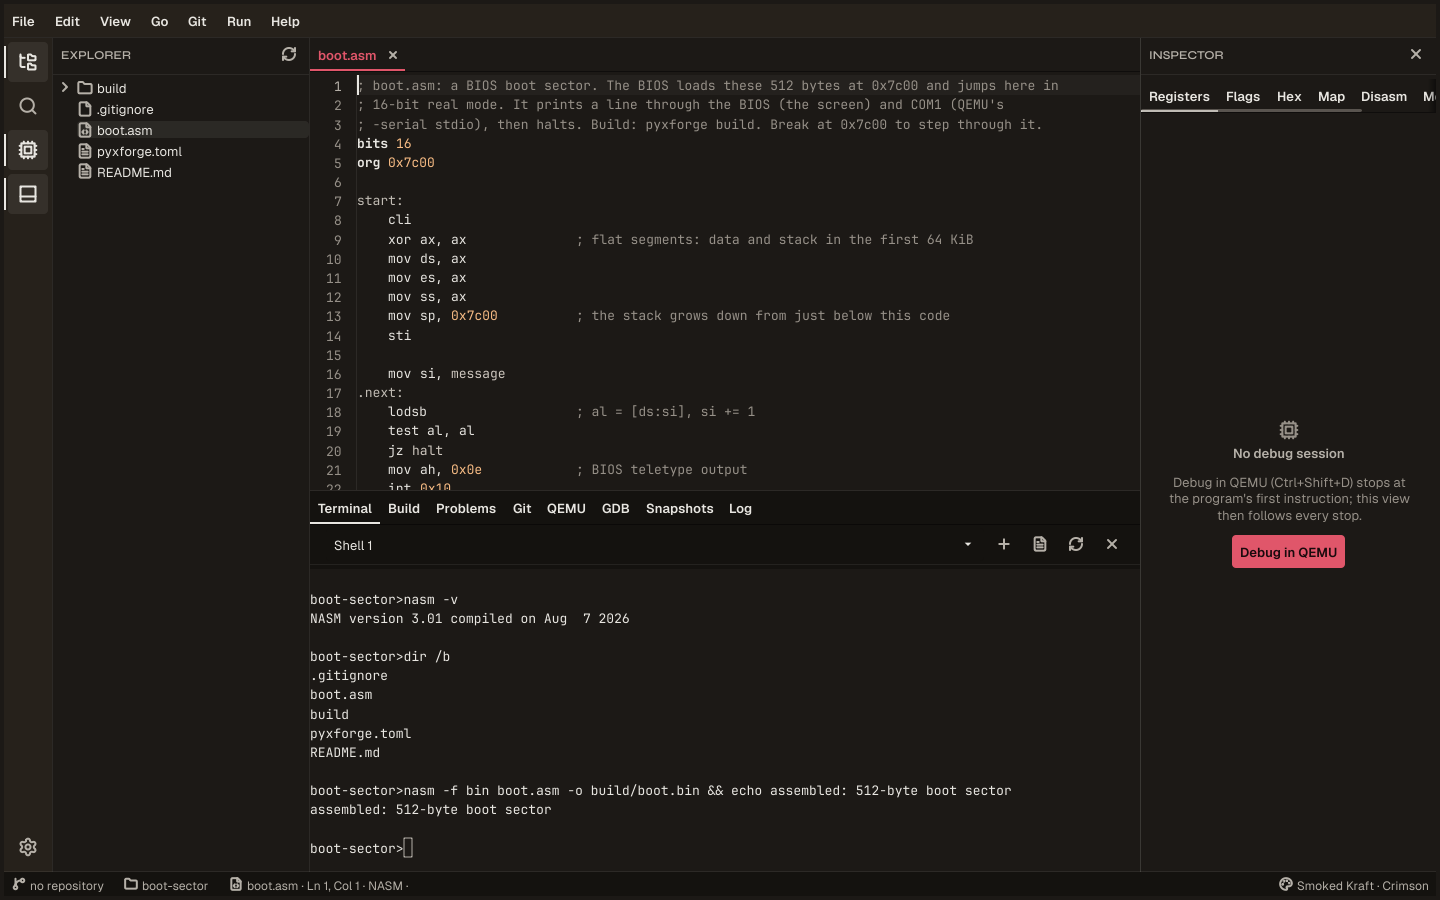 File Edit View Go Git Run Help
EXPLORER
build
.gitignore
boot.asm
pyxforge.toml
README.md
boot.asm
1 ; boot.asm: a BIOS boot sector. The BIOS loads these 512 bytes at 0x7c00 and jumps here in
2 ; 16-bit real mode. It prints a line through the BIOS (the screen) and COM1 (QEMU's
3 ; -serial stdio), then halts. Build: pyxforge build. Break at 0x7c00 to step through it.
4 bits 16
5 org 0x7c00
6
7 start:
8 cli
9 xor ax, ax ; flat segments: data and stack in the first 64 KiB
10 mov ds, ax
11 mov es, ax
12 mov ss, ax
13 mov sp, 0x7c00 ; the stack grows down from just below this code
14 sti
15
16 mov si, message
17 .next:
18 lodsb ; al = [ds:si], si += 1
19 test al, al
20 jz halt
21 mov ah, 0x0e ; BIOS teletype output
22 int 0x10
Terminal Build Problems Git QEMU GDB Snapshots Log
Shell 1
boot-sector>nasm -v
NASM version 3.01 compiled on Aug  7 2026
boot-sector>dir /b
.gitignore
boot.asm
build
pyxforge.toml
README.md
boot-sector>nasm -f bin boot.asm -o build/boot.bin && echo assembled: 512-byte boot sector
assembled: 512-byte boot sector
boot-sector>
INSPECTOR
Registers Flags Hex Map Disasm
No debug session
Debug in QEMU (Ctrl+Shift+D) stops at
the program's first instruction; this view
then follows every stop.
Debug in QEMU
no repository boot-sector boot.asm · Ln 1, Col 1 · NASM ·
Smoked Kraft · Crimson